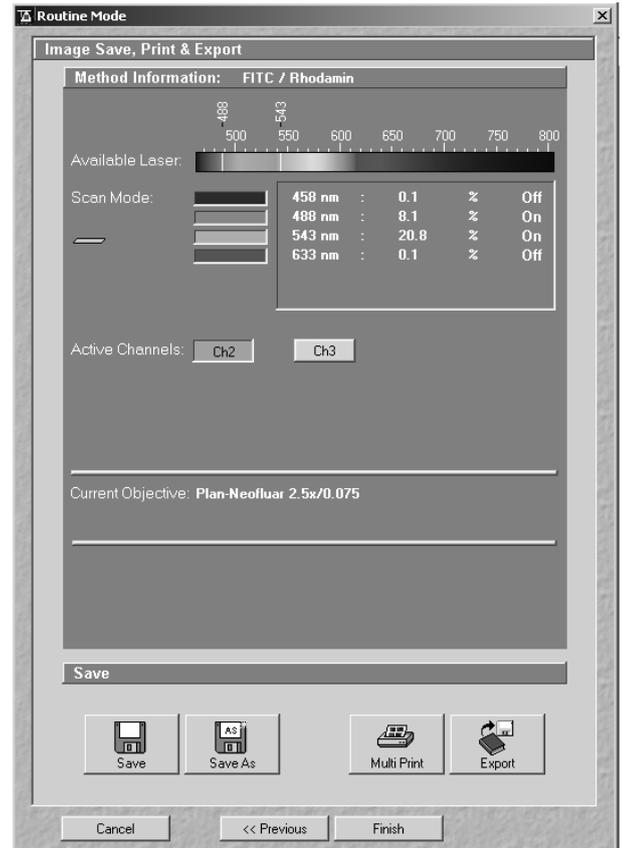 Routine Mode
Image Save, Print & Export
Method Information: FITC / Rhodamin
488 543
500 550 600 650 700 750 800
Available Laser:
Scan Mode:
458 nm : 0.1 % Off
488 nm : 8.1 % On
543 nm : 20.8 % On
633 nm : 0.1 % Off
Active Channels: Ch2 Ch3
Current Objective: Plan-Neofluar 2.5x/0.075
Save
AS
Save Save As Multi Print Export
Cancel << Previous Finish